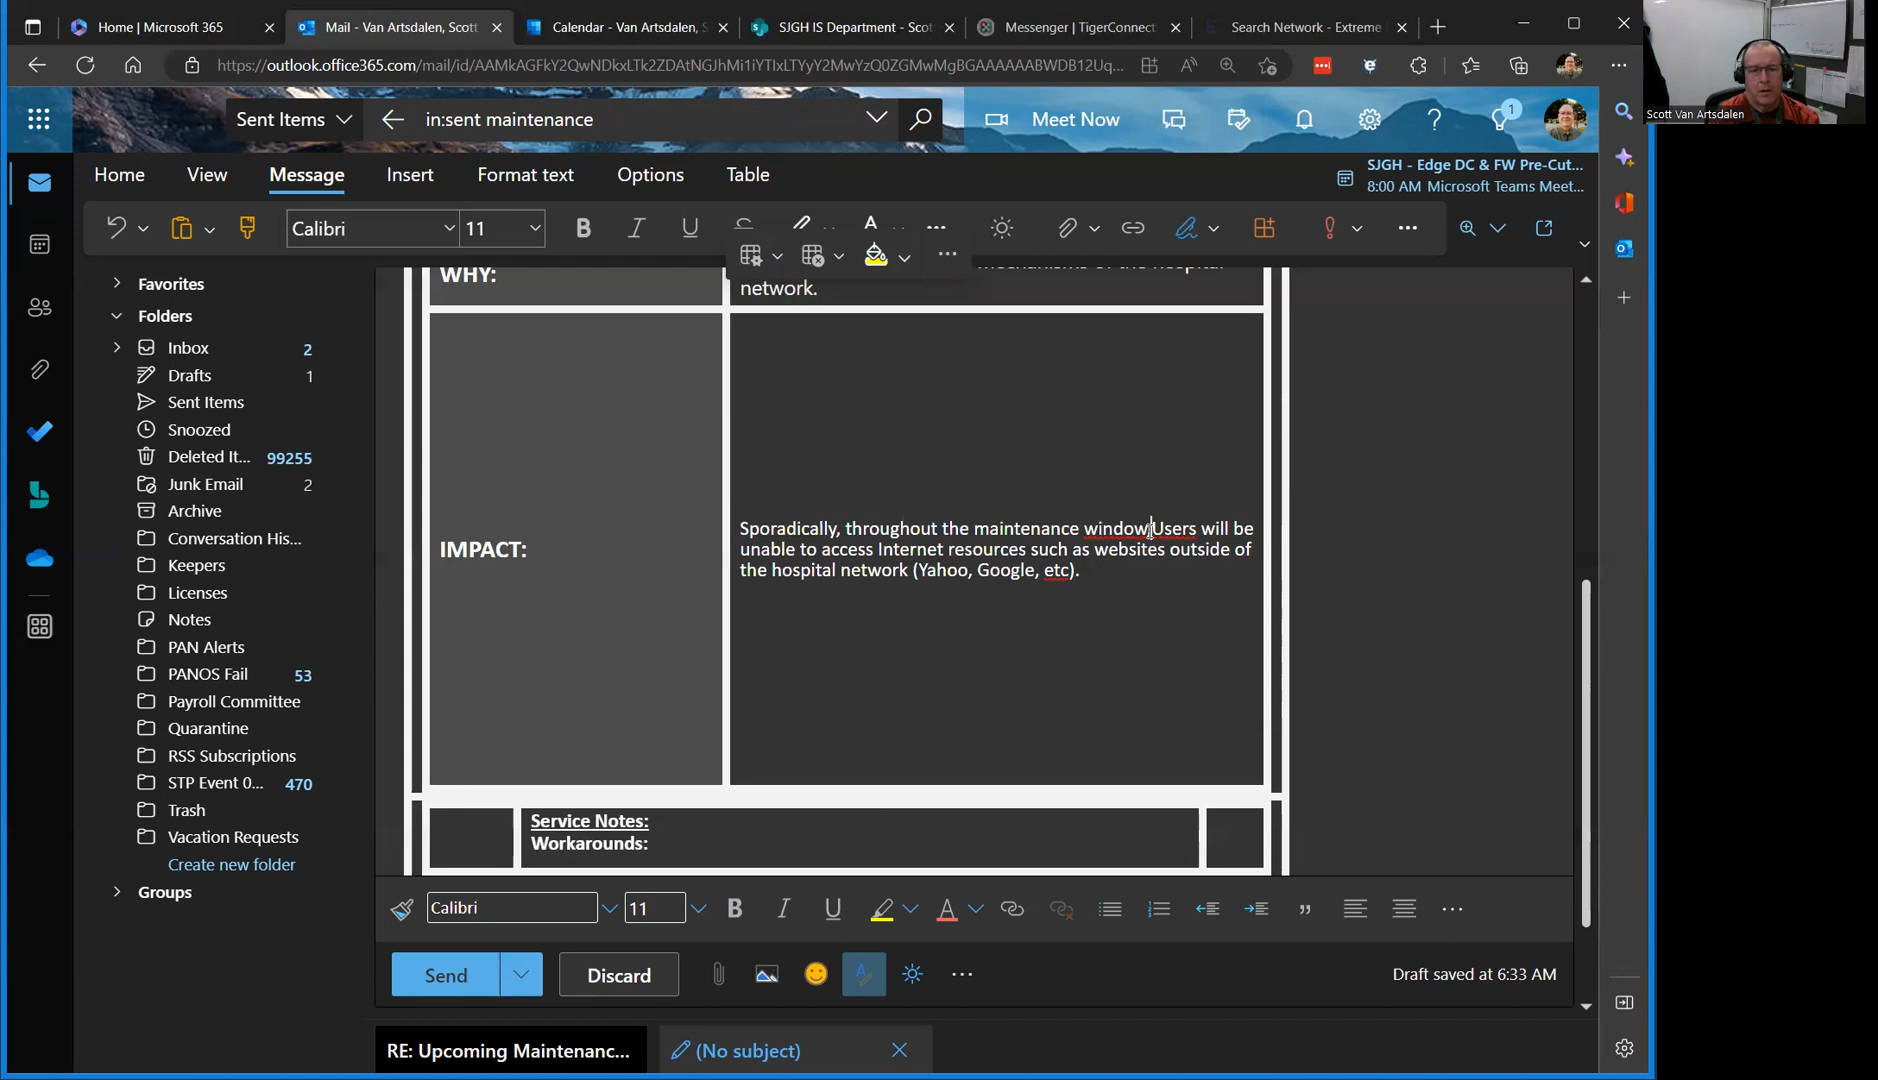 Home | Microsoft 365
Mail - Van Artsdalen, Scott
Calendar - Van Artsdalen, S
SJGH IS Department - Scot
Messenger | TigerConnect
Search Network - Extreme
https://outlook.office365.com/mail/id/AAMkAGFkY2QwNDkxLTk2ZDAtNGJhMi1iYTIxLTYyY2MwYzQ0ZGMwMgBGAAAAAABWDB12Uq...
Scott Van Artsdalen
Sent Items
in:sent maintenance
Meet Now
1
Home
View
Message
Insert
Format text
Options
Table
SJGH - Edge DC & FW Pre-Cut...
8:00 AM Microsoft Teams Meet...
Calibri
11
B
I
U
A
Favorites
Folders
Inbox 2
Drafts 1
Sent Items
Snoozed
Deleted It... 99255
Junk Email 2
Archive
Conversation His...
Keepers
Licenses
Notes
PAN Alerts
PANOS Fail 53
Payroll Committee
Quarantine
RSS Subscriptions
STP Event 0... 470
Trash
Vacation Requests
Create new folder
Groups
WHY:
mechanisms of the hospital
network.
IMPACT:
Sporadically, throughout the maintenance windowUsers will be
unable to access Internet resources such as websites outside of
the hospital network (Yahoo, Google, etc).
Service Notes:
Workarounds:
Calibri
11
B
I
U
A
Send
Discard
Draft saved at 6:33 AM
RE: Upcoming Maintenanc...
(No subject)